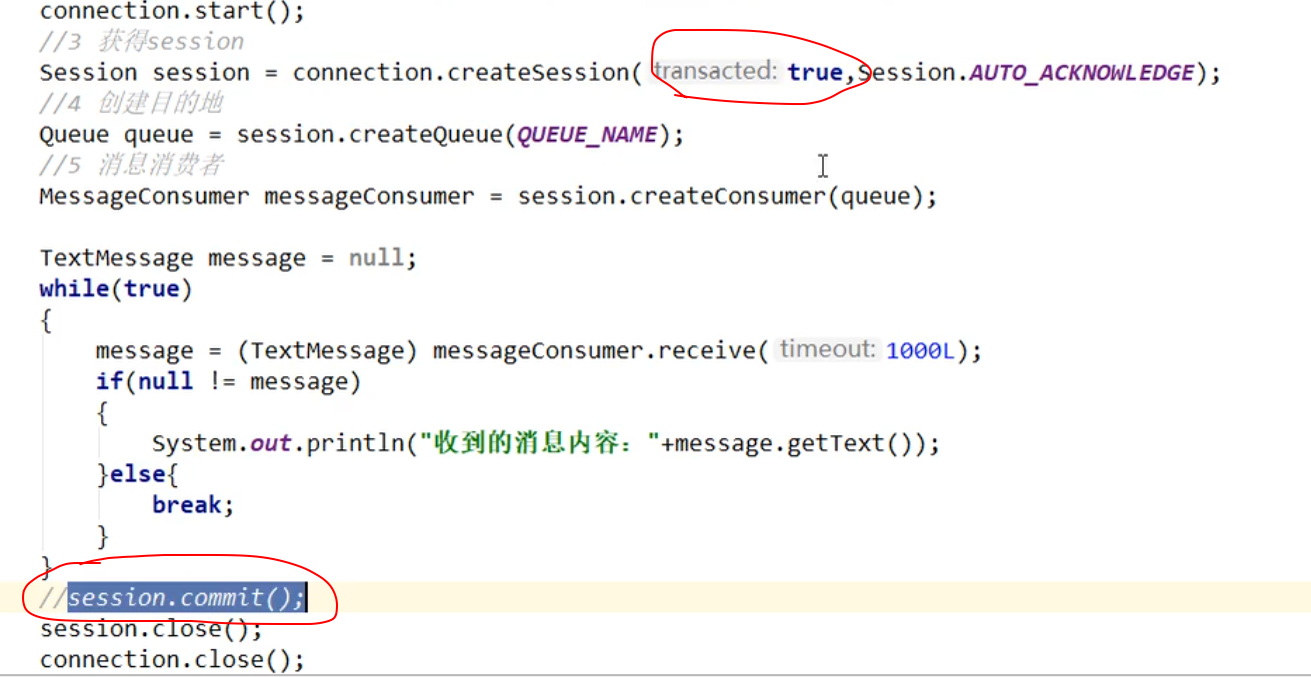 connection.start();
//3 获得session
Session session = connection.createSession( transacted: true,Session.AUTO_ACKNOWLEDGE);
//4 创建目的地
Queue queue = session.createQueue(QUEUE_NAME);
//5 消息消费者
MessageConsumer messageConsumer = session.createConsumer(queue);
TextMessage message = null;
while(true)
{
message = (TextMessage) messageConsumer.receive( timeout: 1000L);
if(null != message)
{
System.out.println("收到的消息内容："+message.getText());
}else{
break;
}
}
//session.commit();
session.close();
connection.close();